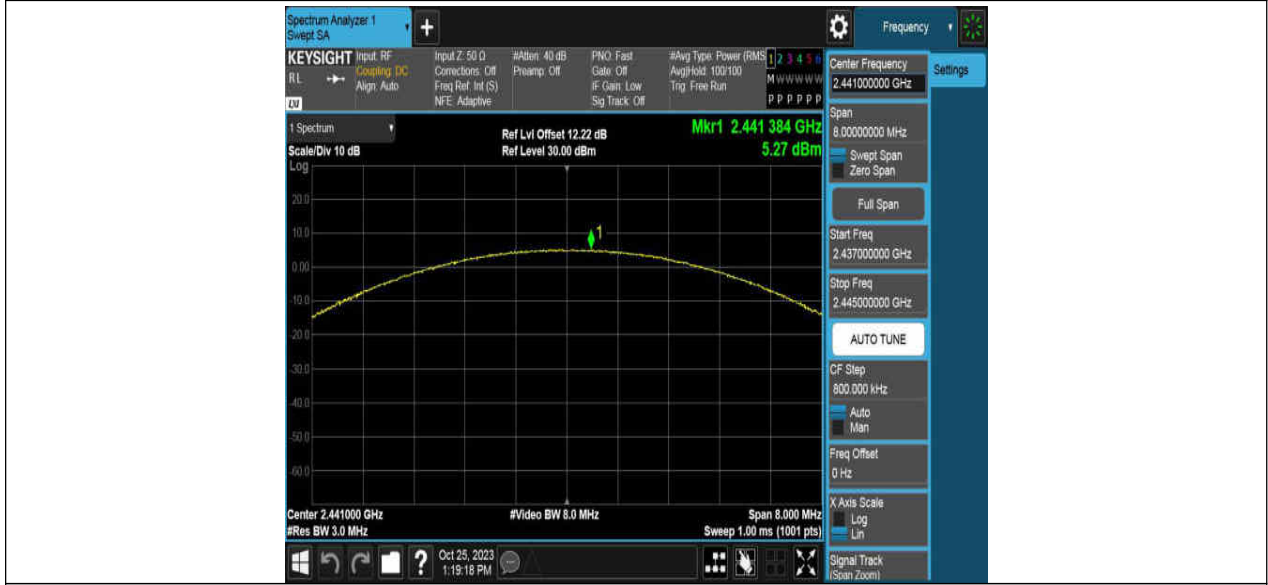 Spectrum Analyzer 1
Swept SA
+
Frequency
KEYSIGHT
RL
LXI
Input: RF
Coupling: DC
Align: Auto
Input Z: 50 Ω
Corrections: Off
Freq Ref: Int (S)
NFE: Adaptive
#Atten: 40 dB
Preamp: Off
PNO: Fast
Gate: Off
IF Gain: Low
Sig Track: Off
#Avg Type: Power (RMS
Avg|Hold: 100/100
Trig: Free Run
1 2 3 4 5 6
M W W W W W
P P P P P P
1 Spectrum
Scale/Div 10 dB
Log
Ref Lvl Offset 12.22 dB
Ref Level 30.00 dBm
Mkr1 2.441 384 GHz
5.27 dBm
20.0
10.0
0.00
-10.0
-20.0
-30.0
-40.0
-50.0
-60.0
1
Center 2.441000 GHz
#Res BW 3.0 MHz
#Video BW 8.0 MHz
Span 8.000 MHz
Sweep 1.00 ms (1001 pts)
?
Oct 25, 2023
1:19:18 PM
Center Frequency
2.441000000 GHz
Span
8.00000000 MHz
Swept Span
Zero Span
Full Span
Start Freq
2.437000000 GHz
Stop Freq
2.445000000 GHz
AUTO TUNE
CF Step
800.000 kHz
Auto
Man
Freq Offset
0 Hz
X Axis Scale
Log
Lin
Signal Track
(Span Zoom)
Settings